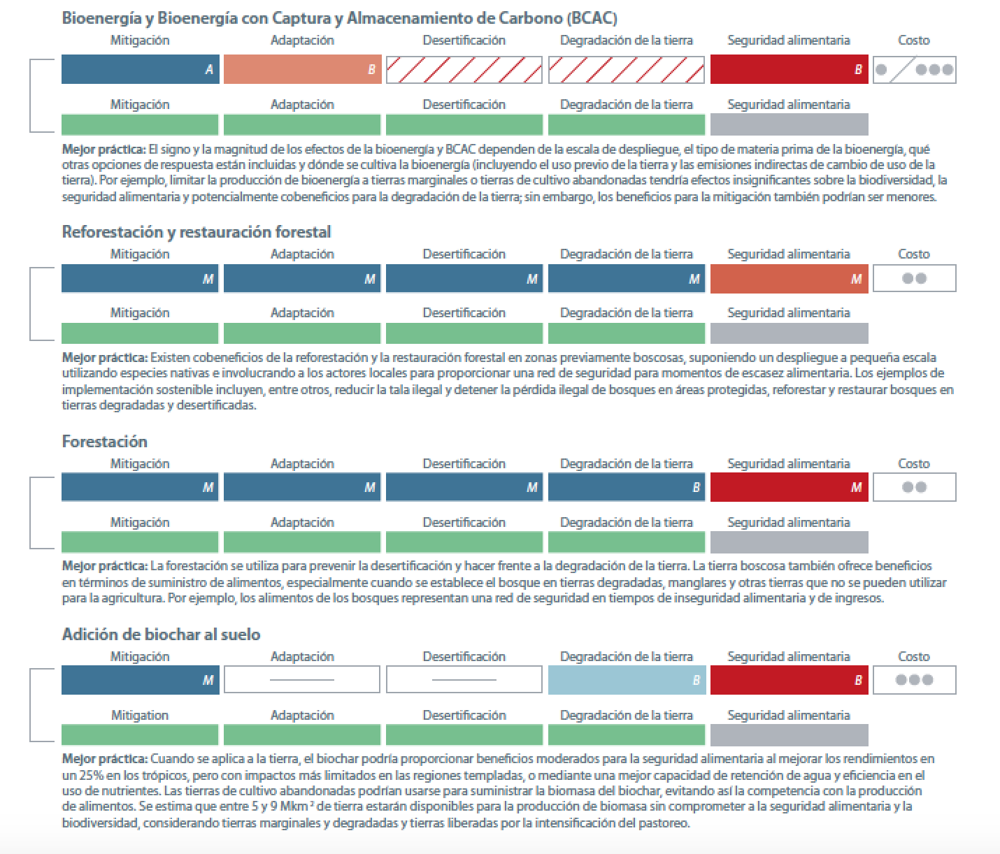 Bioenergía y Bioenergía con Captura y Almacenamiento de Carbono (BCAC)
Mitigación Adaptación Desertificación Degradación de la tierra Seguridad alimentaria Costo
A B B
Mitigación Adaptación Desertificación Degradación de la tierra Seguridad alimentaria
Mejor práctica: El signo y la magnitud de los efectos de la bioenergía y BCAC dependen de la escala de despliegue, el tipo de materia prima de la bioenergía, qué
otras opciones de respuesta están incluidas y dónde se cultiva la bioenergía (incluyendo el uso previo de la tierra y las emisiones indirectas de cambio de uso de la
tierra). Por ejemplo, limitar la producción de bioenergía a tierras marginales o tierras de cultivo abandonadas tendría efectos insignificantes sobre la biodiversidad, la
seguridad alimentaria y potencialmente cobeneficios para la degradación de la tierra; sin embargo, los beneficios para la mitigación también podrían ser menores.
Reforestación y restauración forestal
Mitigación Adaptación Desertificación Degradación de la tierra Seguridad alimentaria Costo
M M M M M
Mitigación Adaptación Desertificación Degradación de la tierra Seguridad alimentaria
Mejor práctica: Existen cobeneficios de la reforestación y la restauración forestal en zonas previamente boscosas, suponiendo un despliegue a pequeña escala
utilizando especies nativas e involucrando a los actores locales para proporcionar una red de seguridad para momentos de escasez alimentaria. Los ejemplos de
implementación sostenible incluyen, entre otros, reducir la tala ilegal y detener la pérdida ilegal de bosques en áreas protegidas, reforestar y restaurar bosques en
tierras degradadas y desertificadas.
Forestación
Mitigación Adaptación Desertificación Degradación de la tierra Seguridad alimentaria Costo
M M M B M
Mitigación Adaptación Desertificación Degradación de la tierra Seguridad alimentaria
Mejor práctica: La forestación se utiliza para prevenir la desertificación y hacer frente a la degradación de la tierra. La tierra boscosa también ofrece beneficios
en términos de suministro de alimentos, especialmente cuando se establece el bosque en tierras degradadas, manglares y otras tierras que no se pueden utilizar
para la agricultura. Por ejemplo, los alimentos de los bosques representan una red de seguridad en tiempos de inseguridad alimentaria y de ingresos.
Adición de biochar al suelo
Mitigación Adaptación Desertificación Degradación de la tierra Seguridad alimentaria Costo
M B B
Mitigation Adaptación Desertificación Degradación de la tierra Seguridad alimentaria
Mejor práctica: Cuando se aplica a la tierra, el biochar podría proporcionar beneficios moderados para la seguridad alimentaria al mejorar los rendimientos en
un 25% en los trópicos, pero con impactos más limitados en las regiones templadas, o mediante una mejor capacidad de retención de agua y eficiencia en el
uso de nutrientes. Las tierras de cultivo abandonadas podrían usarse para suministrar la biomasa del biochar, evitando así la competencia con la producción
de alimentos. Se estima que entre 5 y 9 Mkm² de tierra estarán disponibles para la producción de biomasa sin comprometer a la seguridad alimentaria y la
biodiversidad, considerando tierras marginales y degradadas y tierras liberadas por la intensificación del pastoreo.